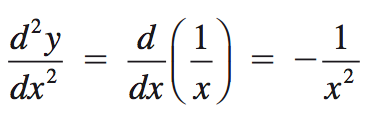 d²y/dx² = d/dx (1/x) = −1/x²